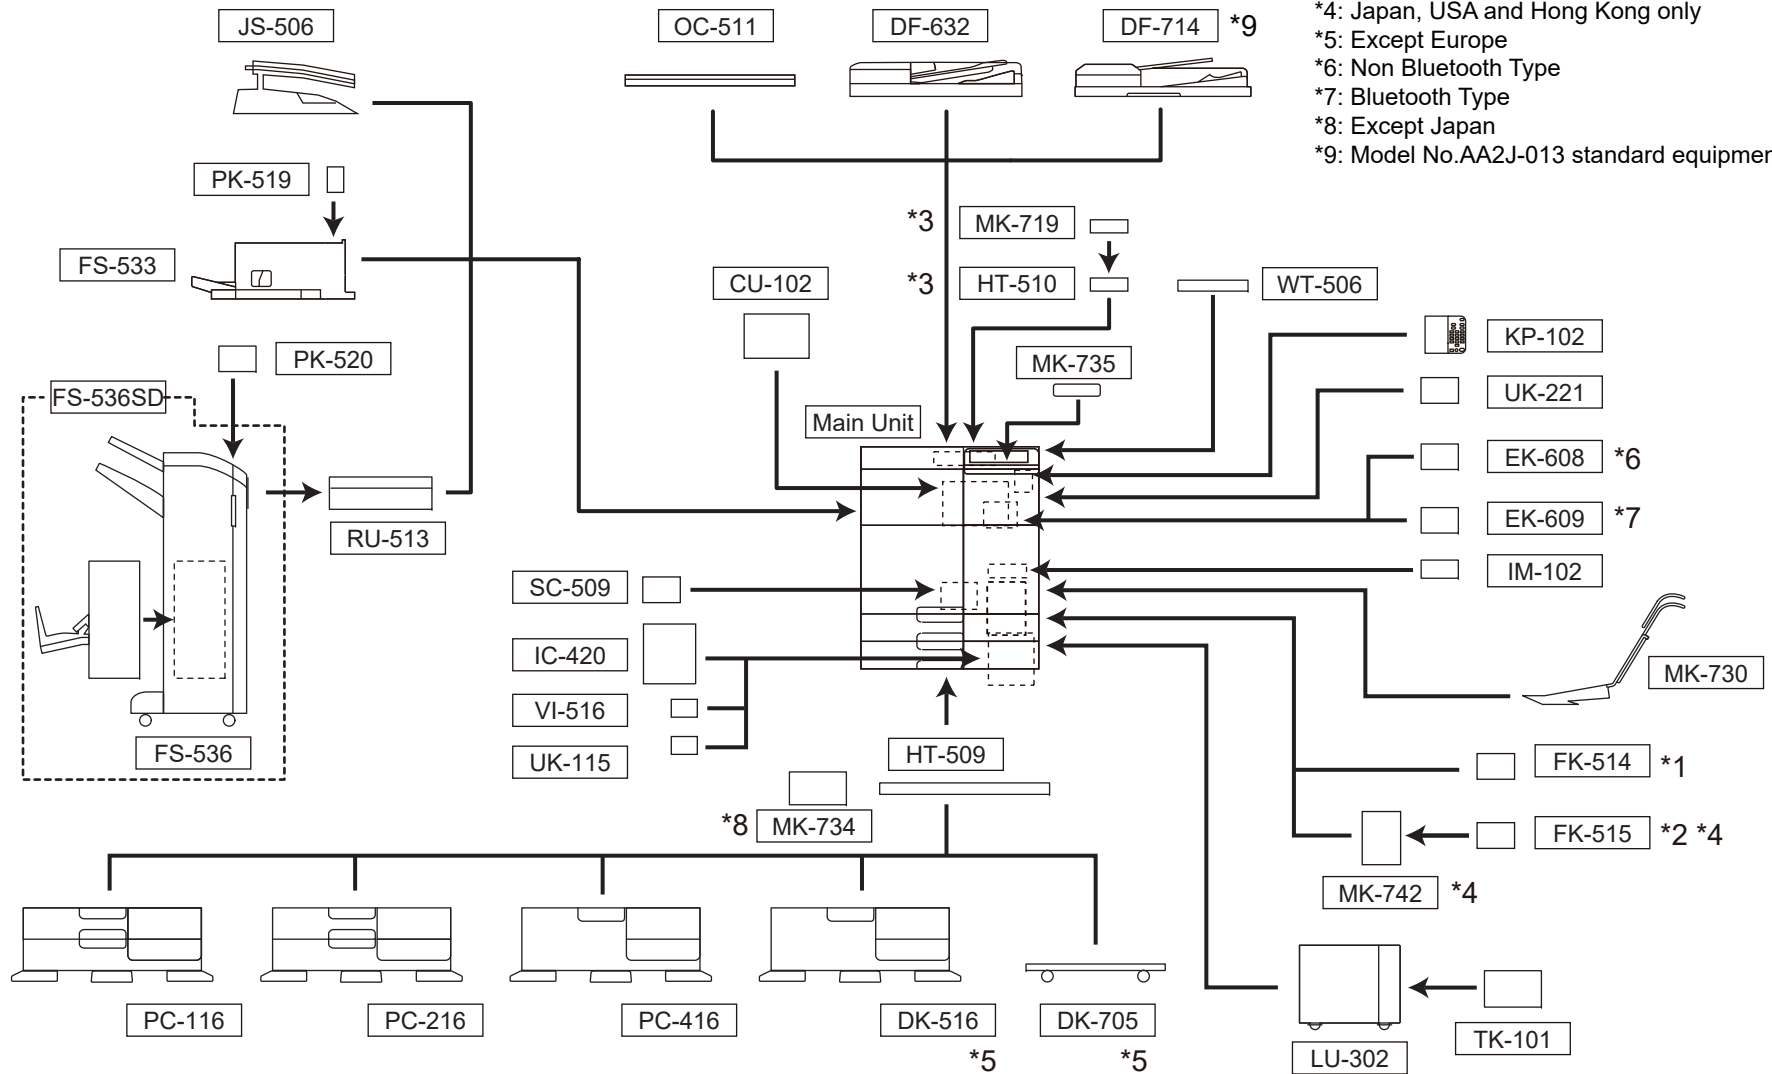 *4: Japan, USA and Hong Kong only
JS-506
OC-511
DF-632
DF-714 *9
*5: Except Europe
*6: Non Bluetooth Type
*7: Bluetooth Type
*8: Except Japan
*9: Model No.AA2J-013 standard
PK-519
*3 MK-719
FS-533
CU-102
*3 HT-510
WT-506
KP-102
PK-520
MK-735
FS-536SD
UK-221
Main Unit
EK-608 *6
EK-609 *7
RU-513
IM-102
SC-509
IC-420
MK-730
VI-516
FS-536
UK-115
HT-509
FK-514 *1
*8 MK-734
FK-515 *2 *4
MK-742 *4
PC-116
PC-216
PC-416
DK-516
DK-705
TK-101
*5
*5
LU-302